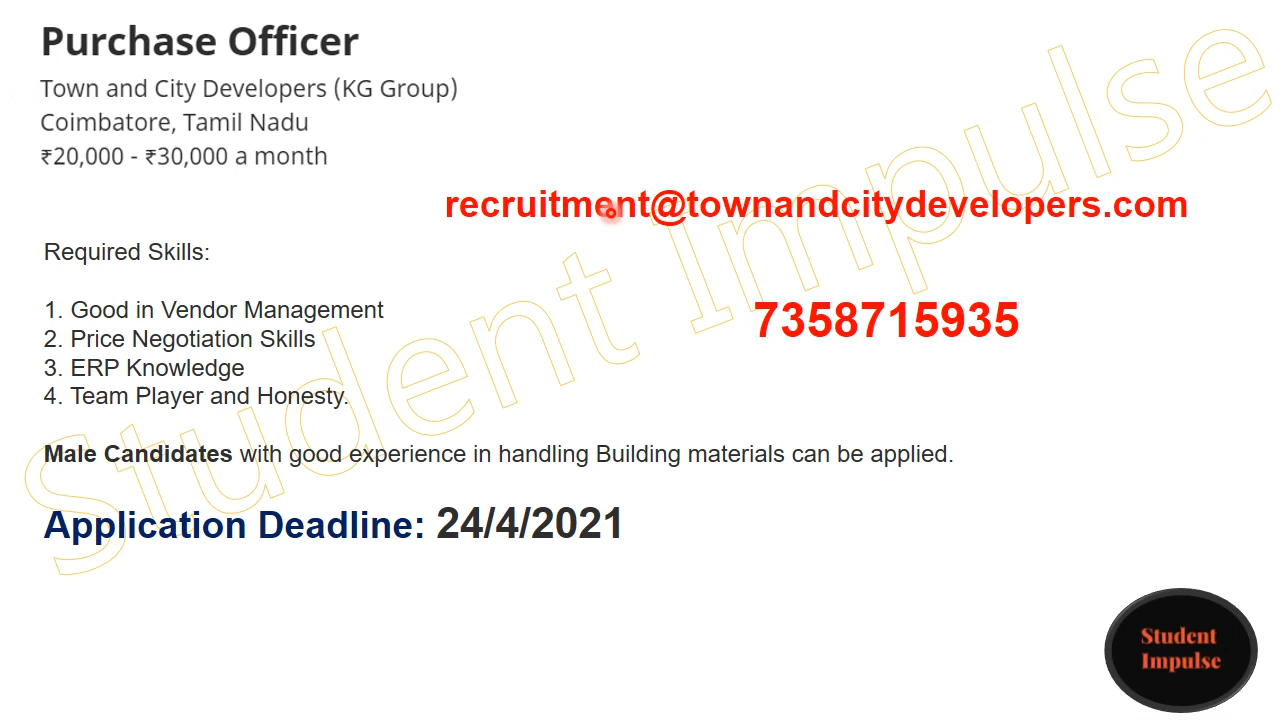 Purchase Officer
Town and City Developers (KG Group)
Coimbatore, Tamil Nadu
₹20,000 - ₹30,000 a month
recruitment@townandcitydevelopers.com
Required Skills:
7358715935
1. Good in Vendor Management
2. Price Negotiation Skills
3. ERP Knowledge
4. Team Player and Honesty.
Male Candidates with good experience in handling Building materials can be applied.
Application Deadline: 24/4/2021
Student Impulse
Student
Impulse